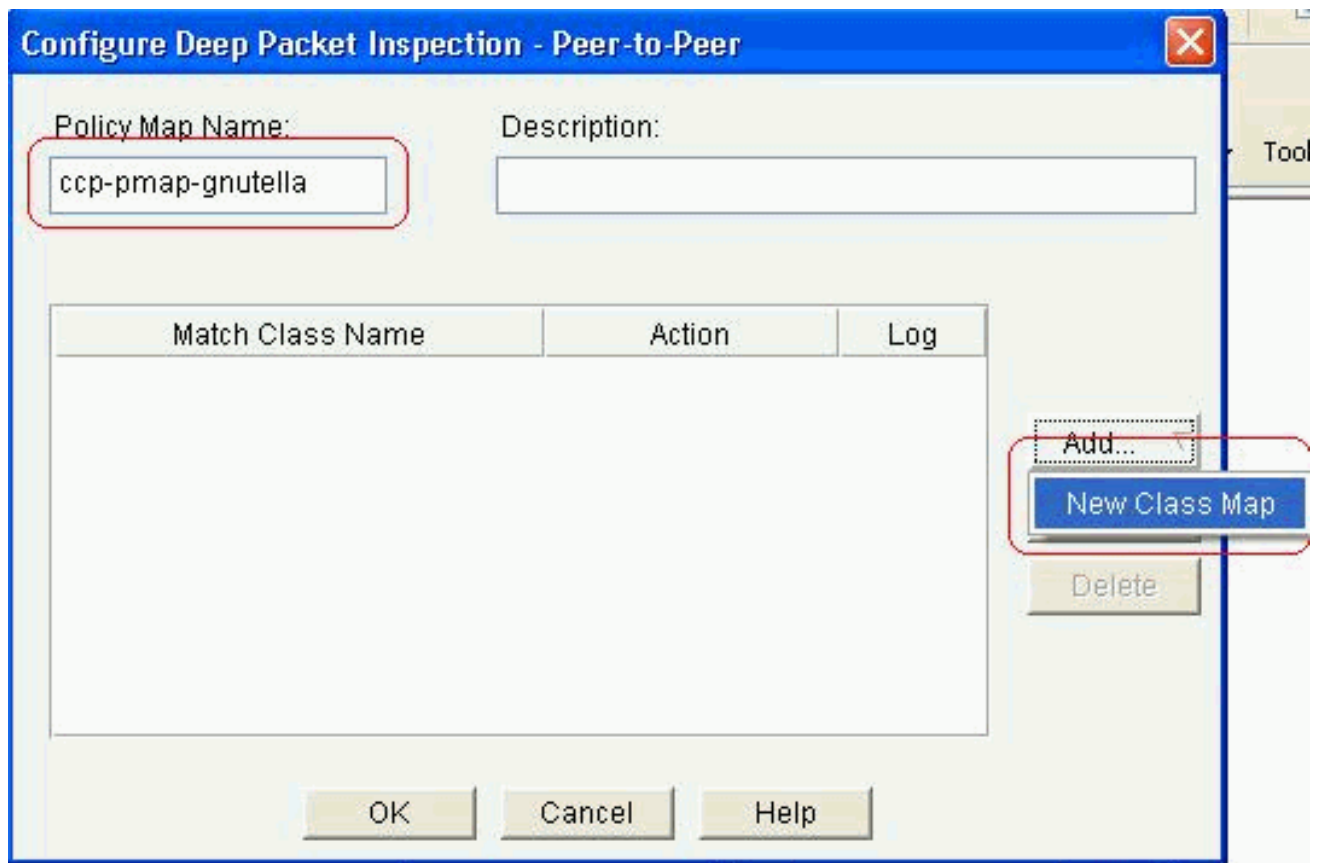 Configure Deep Packet Inspection - Peer-to-Peer
Policy Map Name: Description:
Tool
ccp-pmap-gnutella
Match Class Name Action Log
Add...
New Class Map
Delete
OK Cancel Help